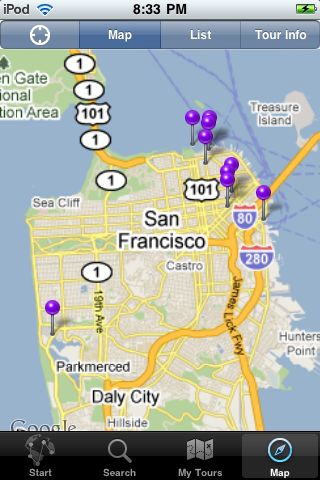 iPod 8:33 PM
Map List Tour Info
en Gate
ional
tion Area
1
1
101
Treasure
Island
1
101
Sea Cliff
San
Francisco
80
Castro
280
1
19th Ave
James Lick Fwy
Hunters
Point
Parkmerced
Daly City
Hillside
Google
Start Search My Tours Map